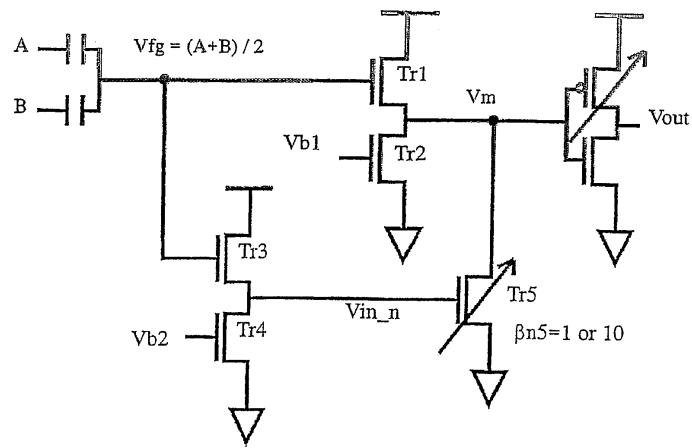 A
Vfg = (A+B) / 2
B
Tr1
Vm
Vout
Vb1
Tr2
Tr3
Vin_n
Tr5
Tr4
Vb2
βn5=1 or 10